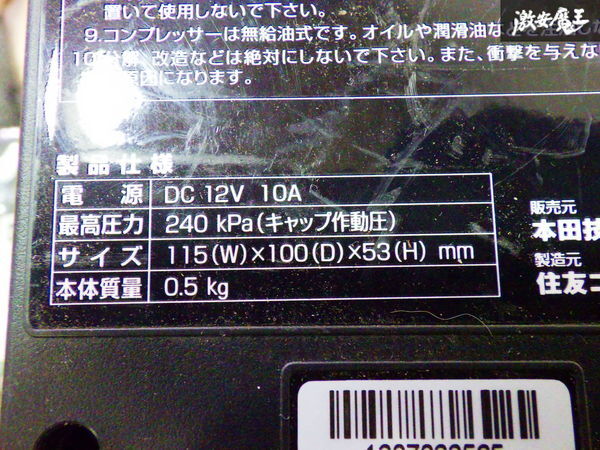 置いて使用しないで下さい。
激安魔王
9.コンプレッサーは無給油式です。オイルや潤滑油な
分解、改造などは絶対にしないで下さい。また、衝撃を与えな
原因になります。
製品仕様
電 源 DC 12V 10A
最高圧力 240 kPa(キャップ作動圧)
サイズ 115(W)×100(D)×53(H) mm
本体質量 0.5 kg
販売元
本田技
製造元
住友ゴ